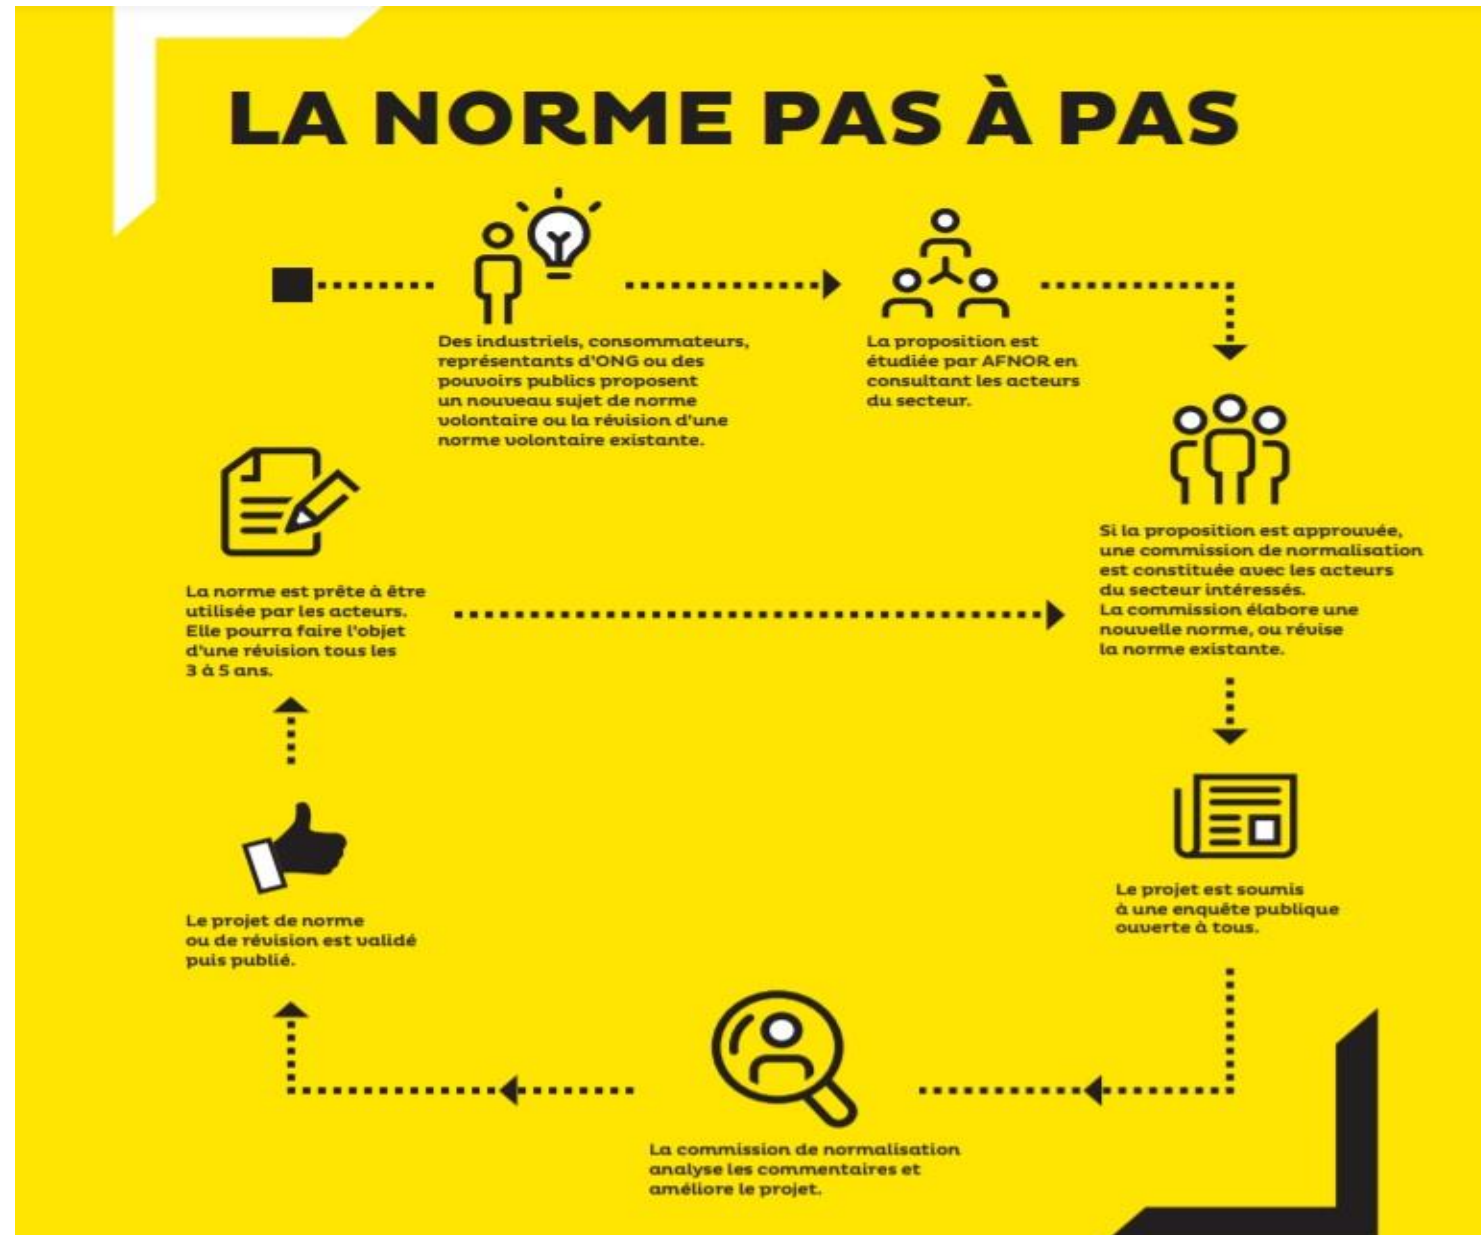 LA NORME PAS À PAS
Des industriels, consommateurs,
représentants d'ONG ou des
pouvoirs publics proposent
un nouveau sujet de norme
volontaire ou la révision d'une
norme volontaire existante.
La proposition est
étudiée par AFNOR en
consultant les acteurs
du secteur.
Si la proposition est approuvée,
une commission de normalisation
est constituée avec les acteurs
du secteur intéressés.
La commission élabore une
nouvelle norme, ou révise
la norme existante.
Le projet est soumis
à une enquête publique
ouverte à tous.
La commission de normalisation
analyse les commentaires et
améliore le projet.
Le projet de norme
ou de révision est validé
puis publié.
La norme est prête à être
utilisée par les acteurs.
Elle pourra faire l'objet
d'une révision tous les
3 à 5 ans.